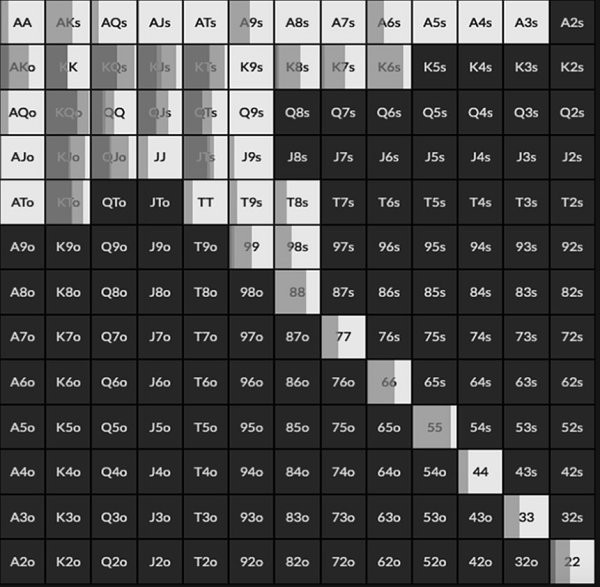 AA AKs AQs AJs ATs A9s A8s A7s A6s A5s A4s A3s A2s
AKo KK KQs KJs KTs K9s K8s K7s K6s K5s K4s K3s K2s
AQo KQo QQ QJs QTs Q9s Q8s Q7s Q6s Q5s Q4s Q3s Q2s
AJo KJo QJo JJ JTs J9s J8s J7s J6s J5s J4s J3s J2s
ATo KTo QTo JTo TT T9s T8s T7s T6s T5s T4s T3s T2s
A9o K9o Q9o J9o T9o 99 98s 97s 96s 95s 94s 93s 92s
A8o K8o Q8o J8o T8o 98o 88 87s 86s 85s 84s 83s 82s
A7o K7o Q7o J7o T7o 97o 87o 77 76s 75s 74s 73s 72s
A6o K6o Q6o J6o T6o 96o 86o 76o 66 65s 64s 63s 62s
A5o K5o Q5o J5o T5o 95o 85o 75o 65o 55 54s 53s 52s
A4o K4o Q4o J4o T4o 94o 84o 74o 64o 54o 44 43s 42s
A3o K3o Q3o J3o T3o 93o 83o 73o 63o 53o 43o 33 32s
A2o K2o Q2o J2o T2o 92o 82o 72o 62o 52o 42o 32o 22